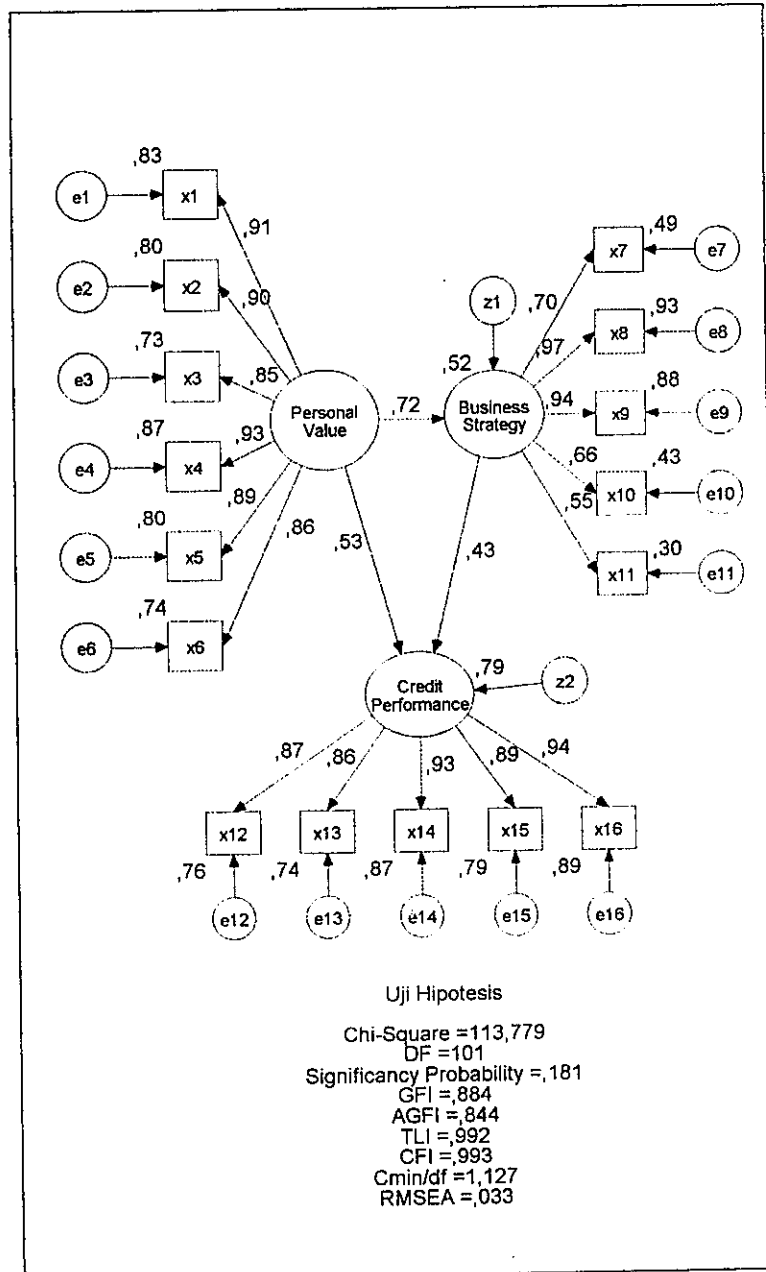 ,83
e1
x1
,91
,80
e2
x2
,90
,73
e3
x3
,85
,87
e4
x4
,93
,80
e5
x5
,89
,74
e6
x6
,86
Personal
Value
,72
,53
z1
,52
Business
Strategy
,43
,70
,49
x7
e7
,97
,93
x8
e8
,94
,88
x9
e9
,66
,43
x10
e10
,55
,30
x11
e11
Credit
Performance
,79
z2
,87
,86
,93
,89
,94
x12
x13
x14
x15
x16
,76
,74
,87
,79
,89
e12
e13
e14
e15
e16
Uji Hipotesis
Chi-Square =113,779
DF =101
Significancy Probability =,181
GFI =,884
AGFI =,844
TLI =,992
CFI =,993
Cmin/df =1,127
RMSEA =,033